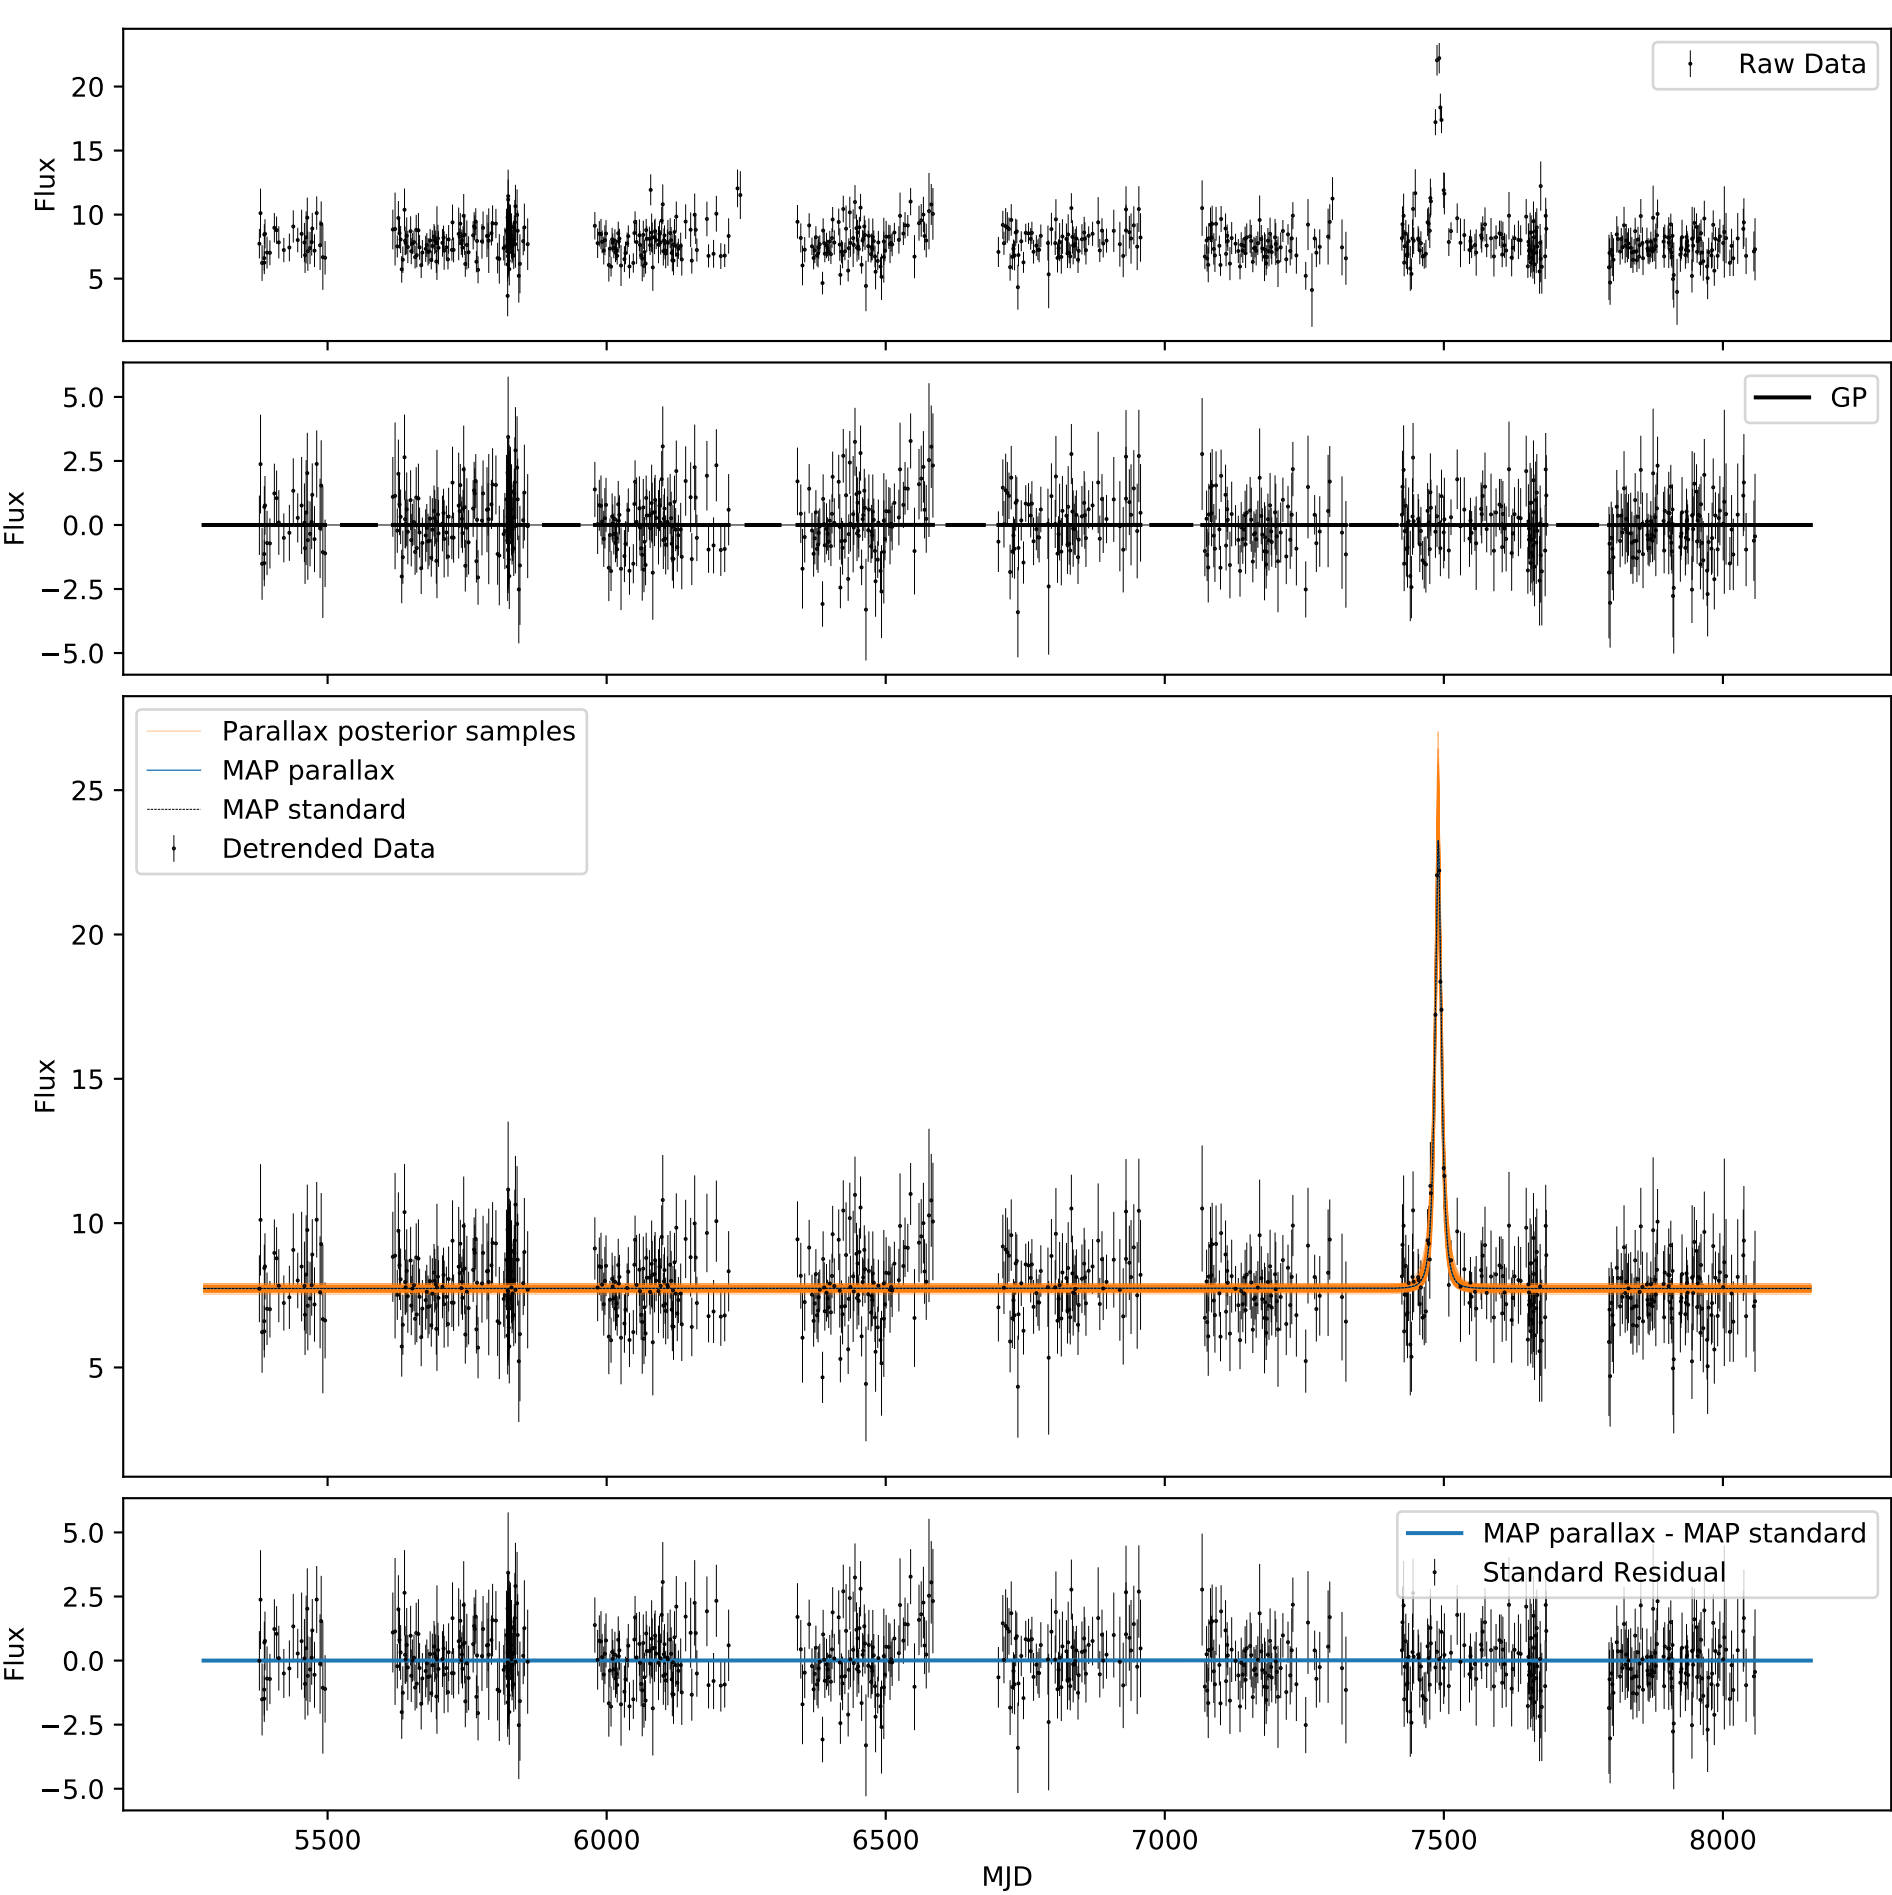 Raw Data
20
15
10
5
Flux
GP
5.0
2.5
0.0
−2.5
−5.0
Flux
Parallax posterior samples
MAP parallax
MAP standard
Detrended Data
25
20
15
10
5
Flux
MAP parallax - MAP standard
Standard Residual
5.0
2.5
0.0
−2.5
−5.0
Flux
5500 6000 6500 7000 7500 8000
MJD